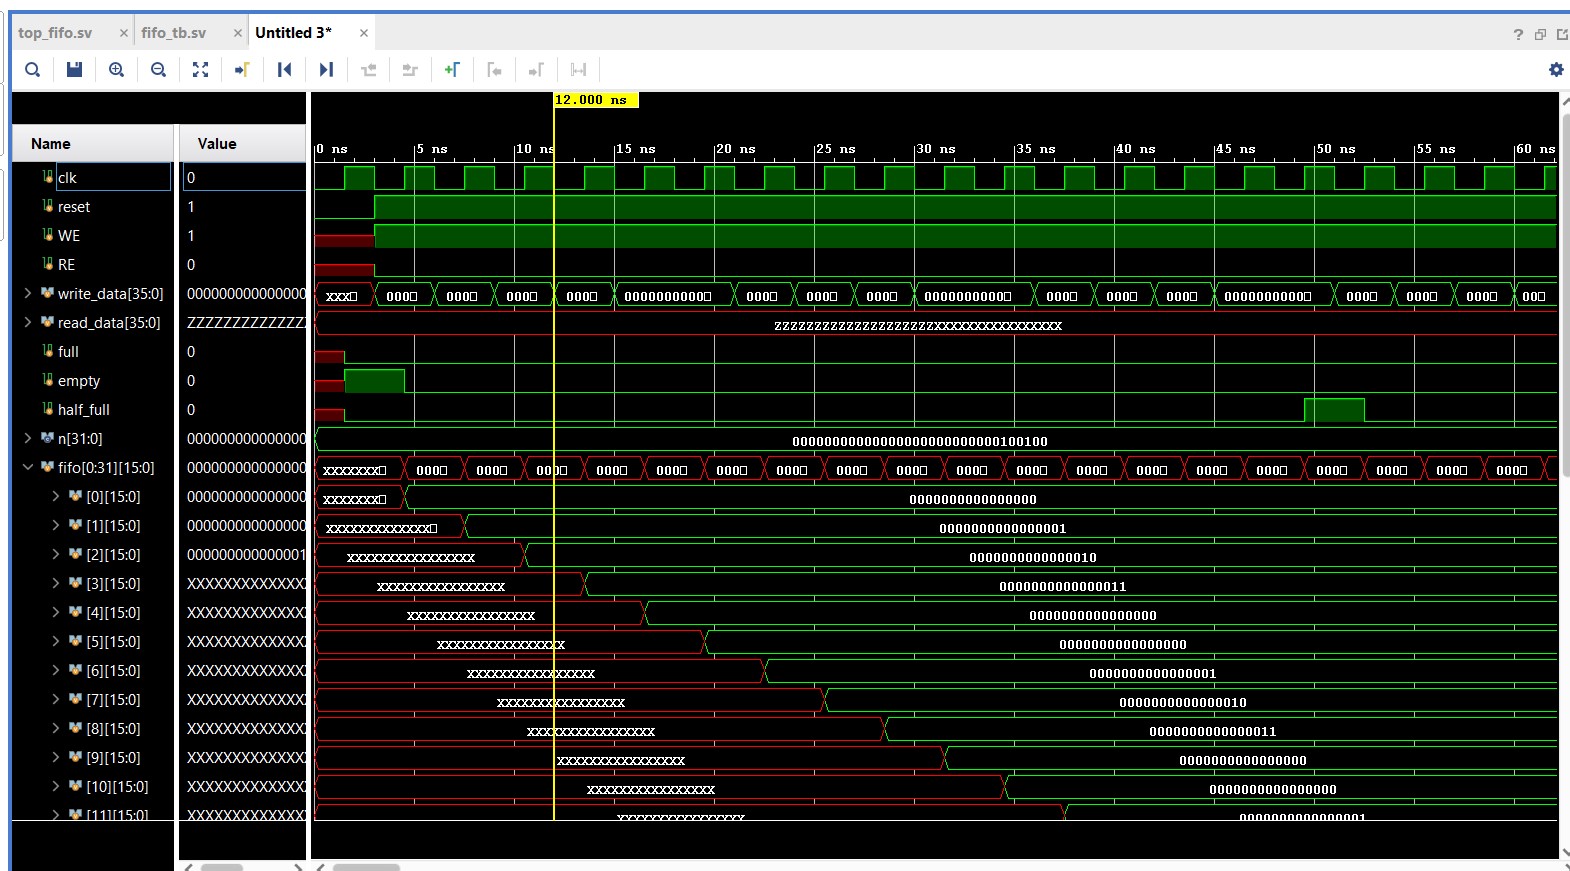 top_fifo.sv × fifo_tb.sv × Untitled 3* ×
?
12.000 ns
Name Value
0 ns 5 ns 10 ns 15 ns 20 ns 25 ns 30 ns 35 ns 40 ns 45 ns 50 ns 55 ns 60 ns
clk 0
reset 1
WE 1
RE 0
write_data[35:0] 000000000000000 XXX 000 000 000 000 0000000000 000 000 000 0000000000 000 000 000 0000000000 000 000 000 00
read_data[35:0] ZZZZZZZZZZZZZZ ZZZZZZZZZZZZZZZZZZZZXXXXXXXXXXXXXXXX
full 0
empty 0
half_full 0
n[31:0] 000000000000000 00000000000000000000000000100100
fifo[0:31][15:0] 000000000000000 XXXXXXXX 000 000 000 000 000 000 000 000 000 000 000 000 000 000 000 000 000 000 000
[0][15:0] 000000000000000 XXXXXXXX 0000000000000000
[1][15:0] 000000000000000 XXXXXXXXXXXXXX 0000000000000001
[2][15:0] 000000000000001 XXXXXXXXXXXXXXXX 0000000000000010
[3][15:0] XXXXXXXXXXXXX XXXXXXXXXXXXXXXX 0000000000000011
[4][15:0] XXXXXXXXXXXXX XXXXXXXXXXXXXXXX 0000000000000000
[5][15:0] XXXXXXXXXXXXX XXXXXXXXXXXXXXXX 0000000000000000
[6][15:0] XXXXXXXXXXXXX XXXXXXXXXXXXXXXX 0000000000000001
[7][15:0] XXXXXXXXXXXXX XXXXXXXXXXXXXXXX 0000000000000010
[8][15:0] XXXXXXXXXXXXX XXXXXXXXXXXXXXXX 0000000000000011
[9][15:0] XXXXXXXXXXXXX XXXXXXXXXXXXXXXX 0000000000000000
[10][15:0] XXXXXXXXXXXXX XXXXXXXXXXXXXXXX 0000000000000000
[11][15:0] XXXXXXXXXXXXX XXXXXXXXXXXXXXXX 0000000000000001